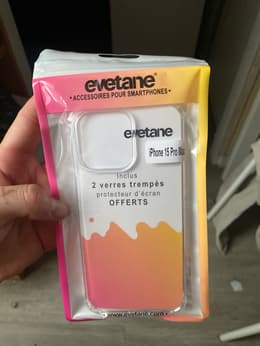 evetane®
• ACCESSOIRES POUR SMARTPHONES •
evetane
iPhone 15 Pro Max
Inclus
2 verres trempés
protecteur d'écran
OFFERTS
www.evetane.com